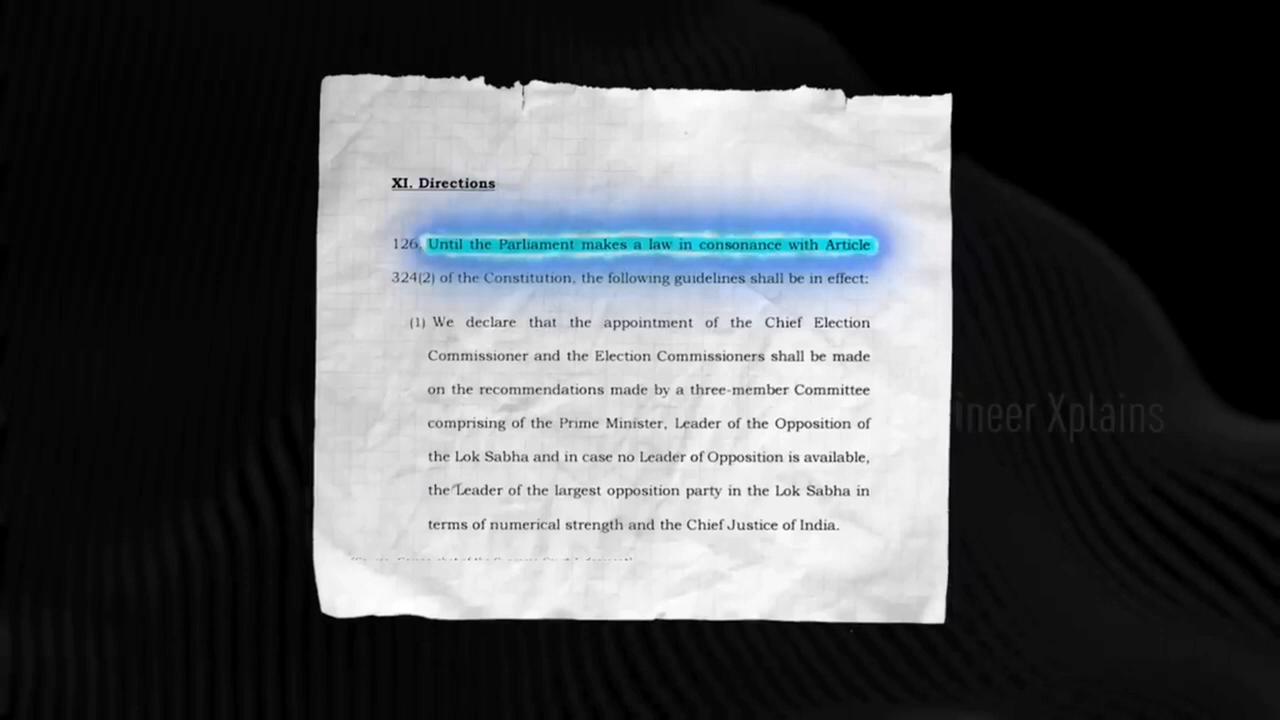 XI. Directions
126. Until the Parliament makes a law in consonance with Article
324(2) of the Constitution, the following guidelines shall be in effect:
(1) We declare that the appointment of the Chief Election
Commissioner and the Election Commissioners shall be made
on the recommendations made by a three-member Committee
comprising of the Prime Minister, Leader of the Opposition of
the Lok Sabha and in case no Leader of Opposition is available,
the Leader of the largest opposition party in the Lok Sabha in
terms of numerical strength and the Chief Justice of India.
Xplains